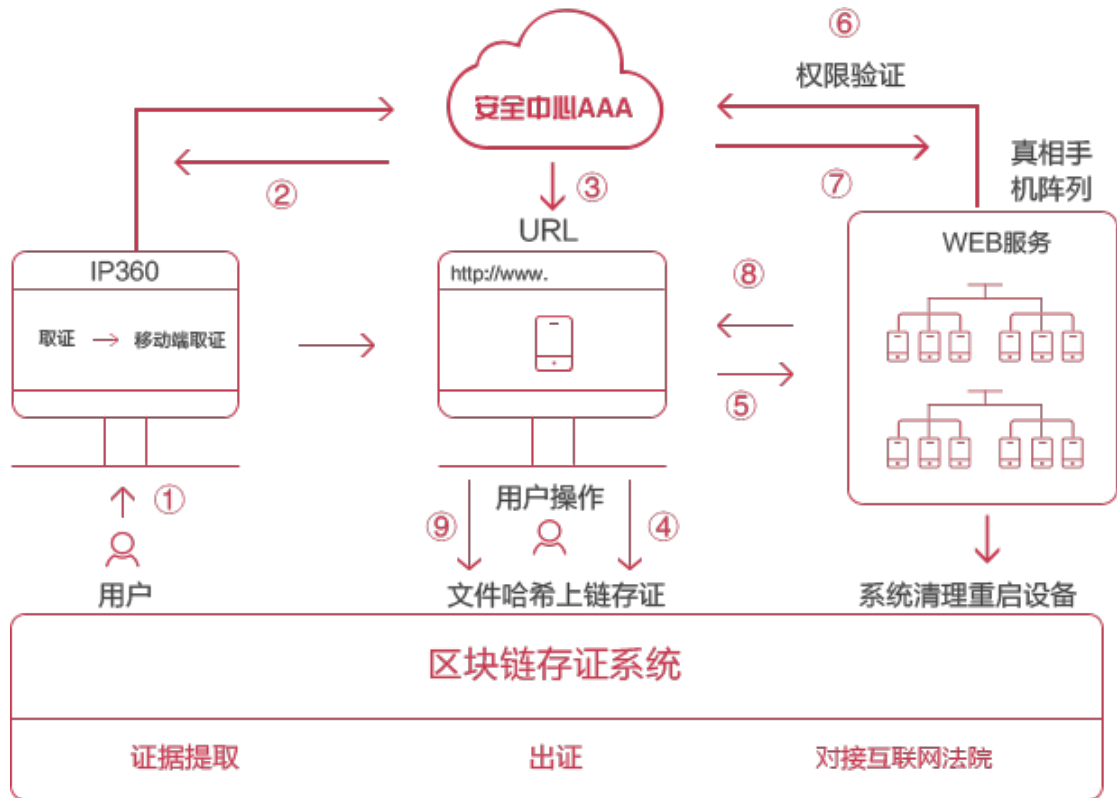 ⑥
权限验证
安全中心AAA
②
③
⑦
真相手
机阵列
URL
IP360
http://www.
WEB服务
取证
移动端取证
⑧
⑤
①
用户操作
⑨
④
用户
文件哈希上链存证
系统清理重启设备
区块链存证系统
证据提取
出证
对接互联网法院